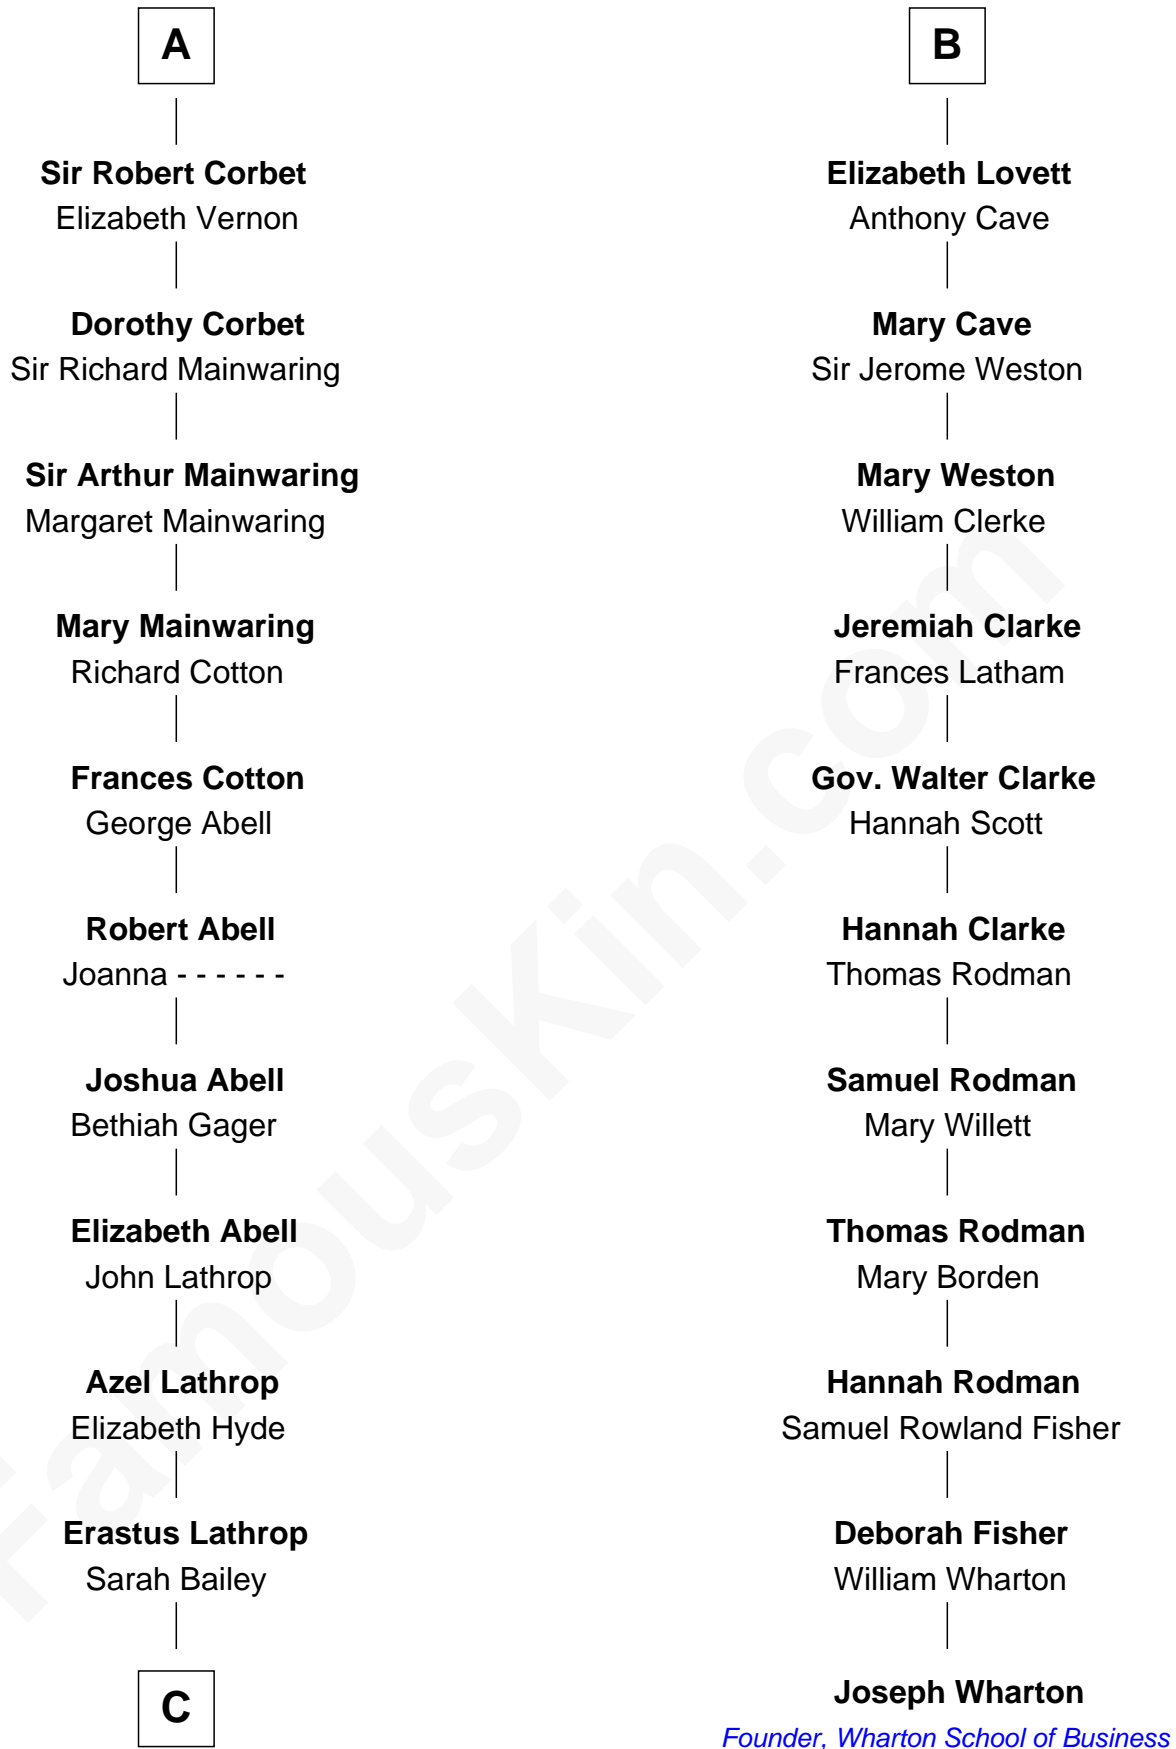 A
Sir Robert Corbet
Elizabeth Vernon
Dorothy Corbet
Sir Richard Mainwaring
Sir Arthur Mainwaring
Margaret Mainwaring
Mary Mainwaring
Richard Cotton
Frances Cotton
George Abell
Robert Abell
Joanna - - - - - -
Joshua Abell
Bethiah Gager
Elizabeth Abell
John Lathrop
Azel Lathrop
Elizabeth Hyde
Erastus Lathrop
Sarah Bailey
C
B
Elizabeth Lovett
Anthony Cave
Mary Cave
Sir Jerome Weston
Mary Weston
William Clerke
Jeremiah Clarke
Frances Latham
Gov. Walter Clarke
Hannah Scott
Hannah Clarke
Thomas Rodman
Samuel Rodman
Mary Willett
Thomas Rodman
Mary Borden
Hannah Rodman
Samuel Rowland Fisher
Deborah Fisher
William Wharton
Joseph Wharton
Founder, Wharton School of Business
FamousKin.com